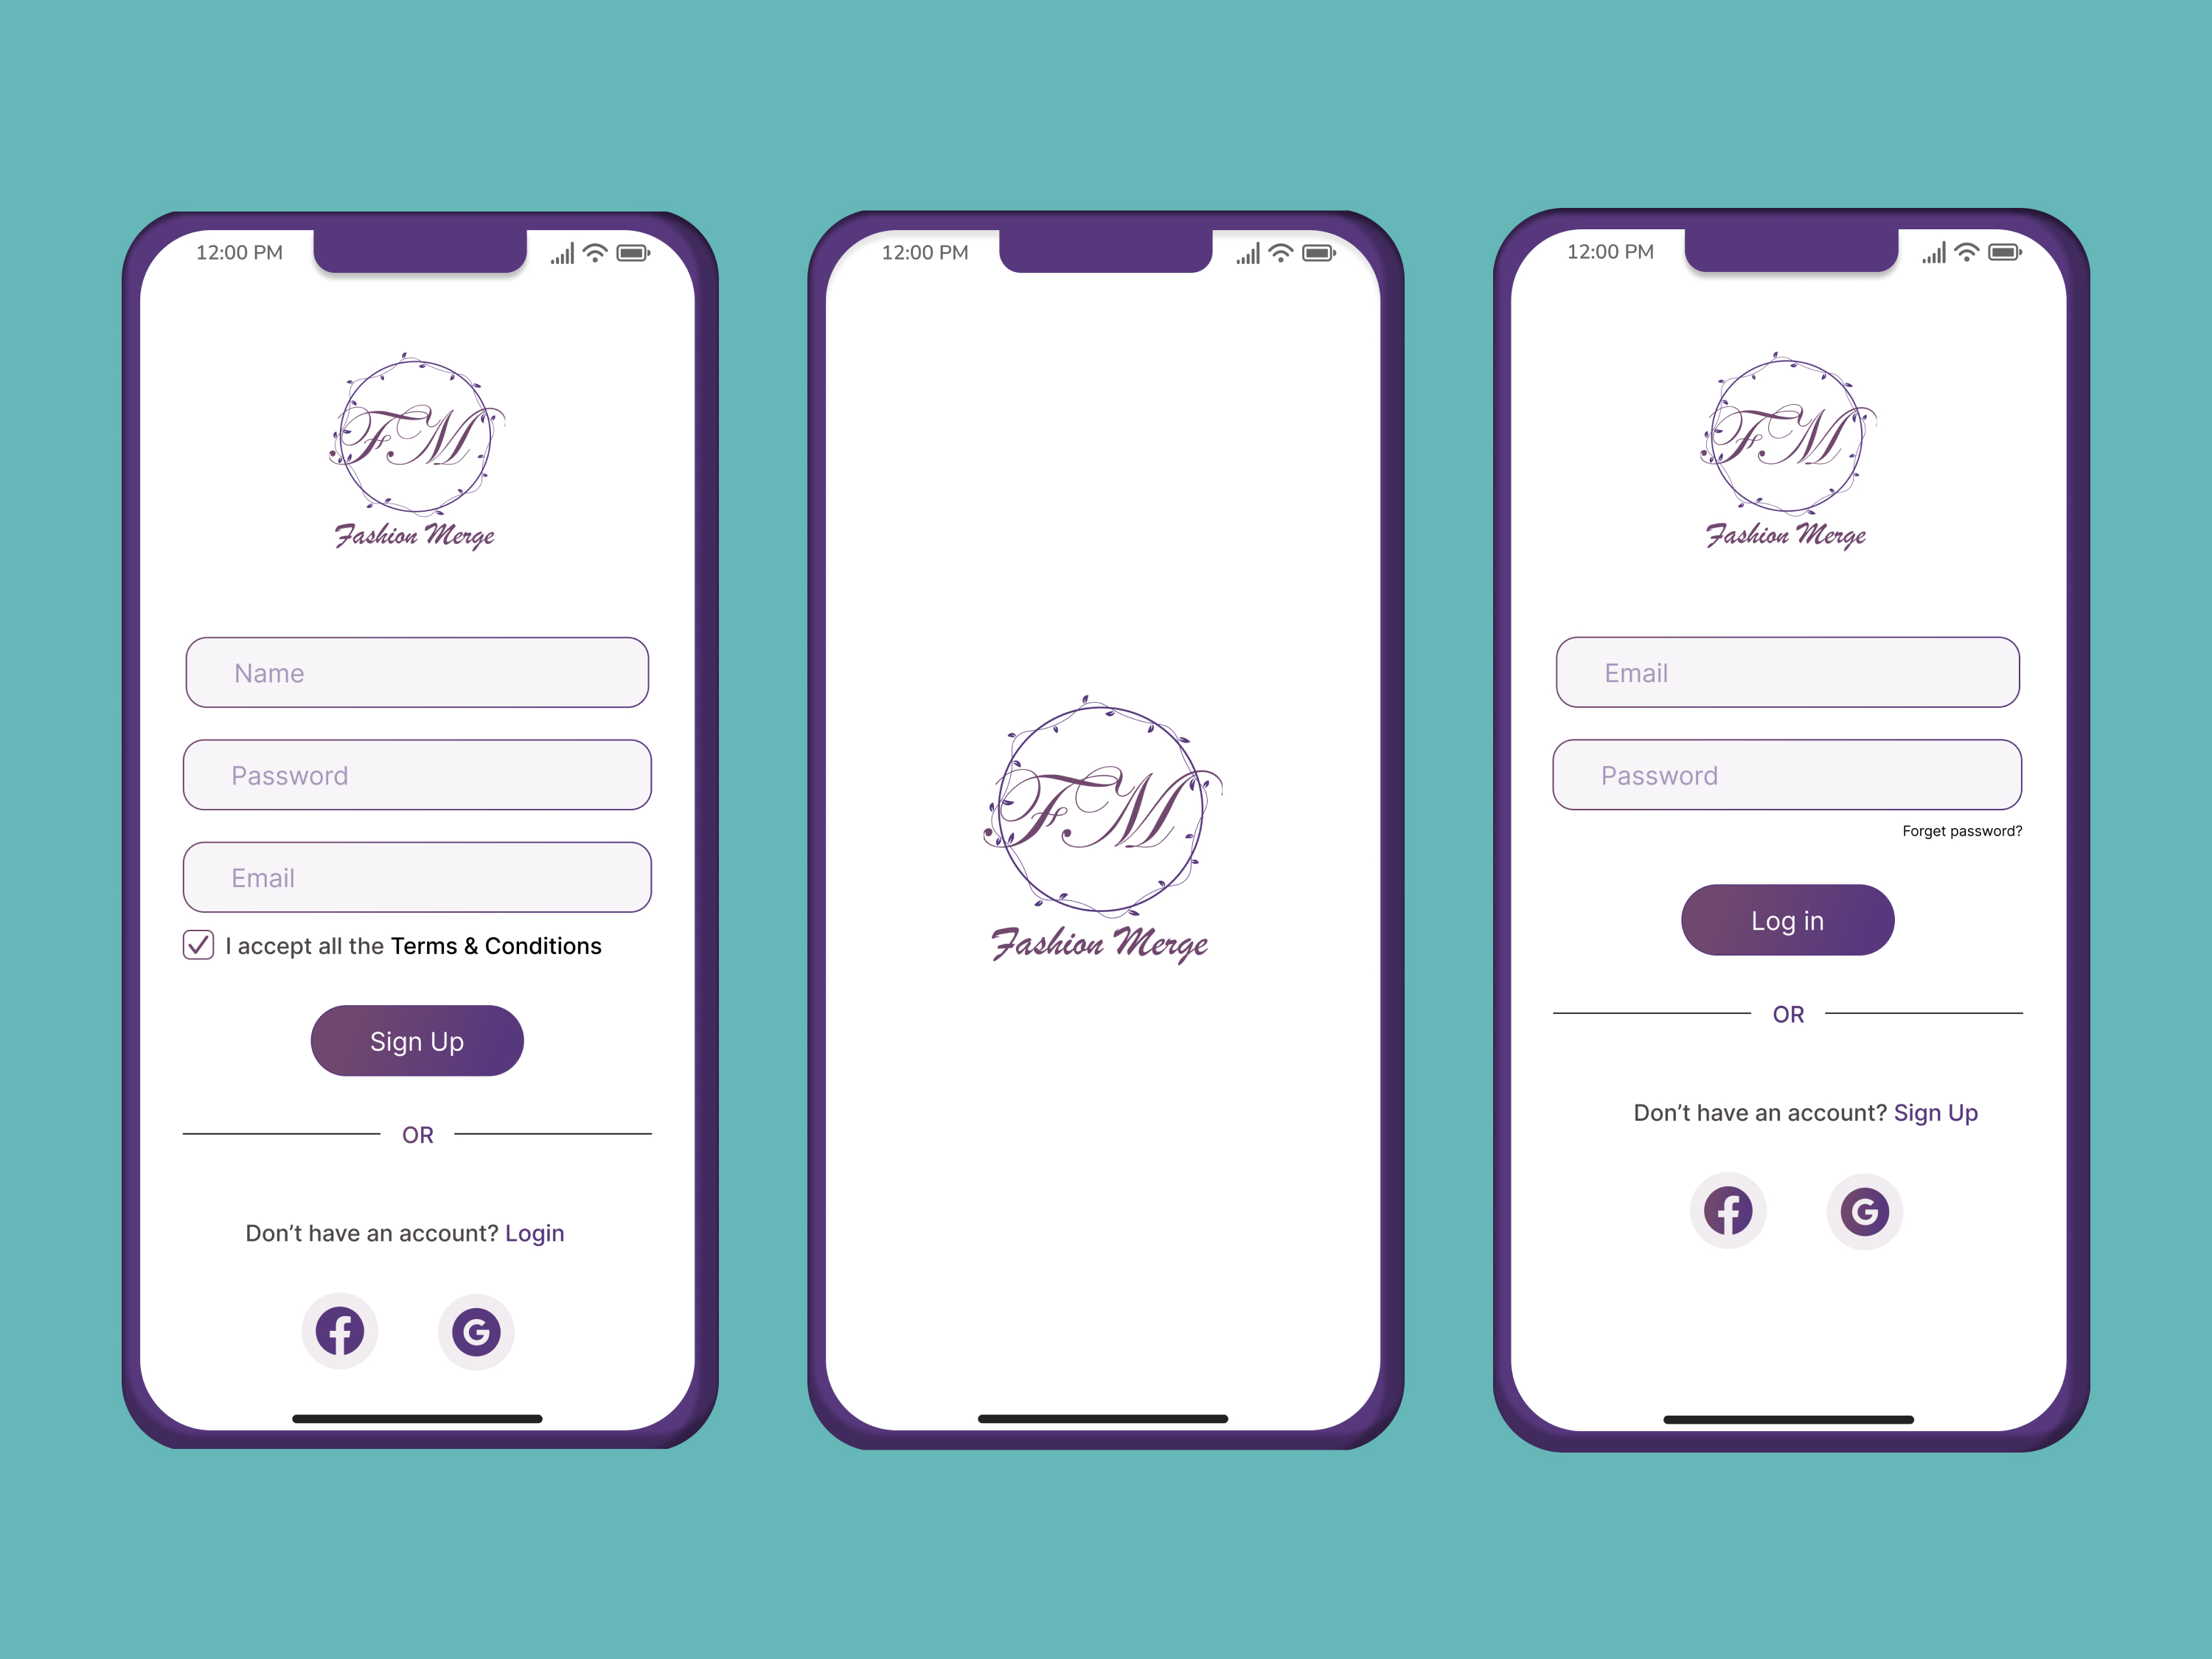 12:00 PM
FM
Fashion Merge
Name
Password
Email
I accept all the Terms & Conditions
Sign Up
OR
Don’t have an account? Login
f
G
12:00 PM
FM
Fashion Merge
12:00 PM
FM
Fashion Merge
Email
Password
Forget password?
Log in
OR
Don’t have an account? Sign Up
f
G